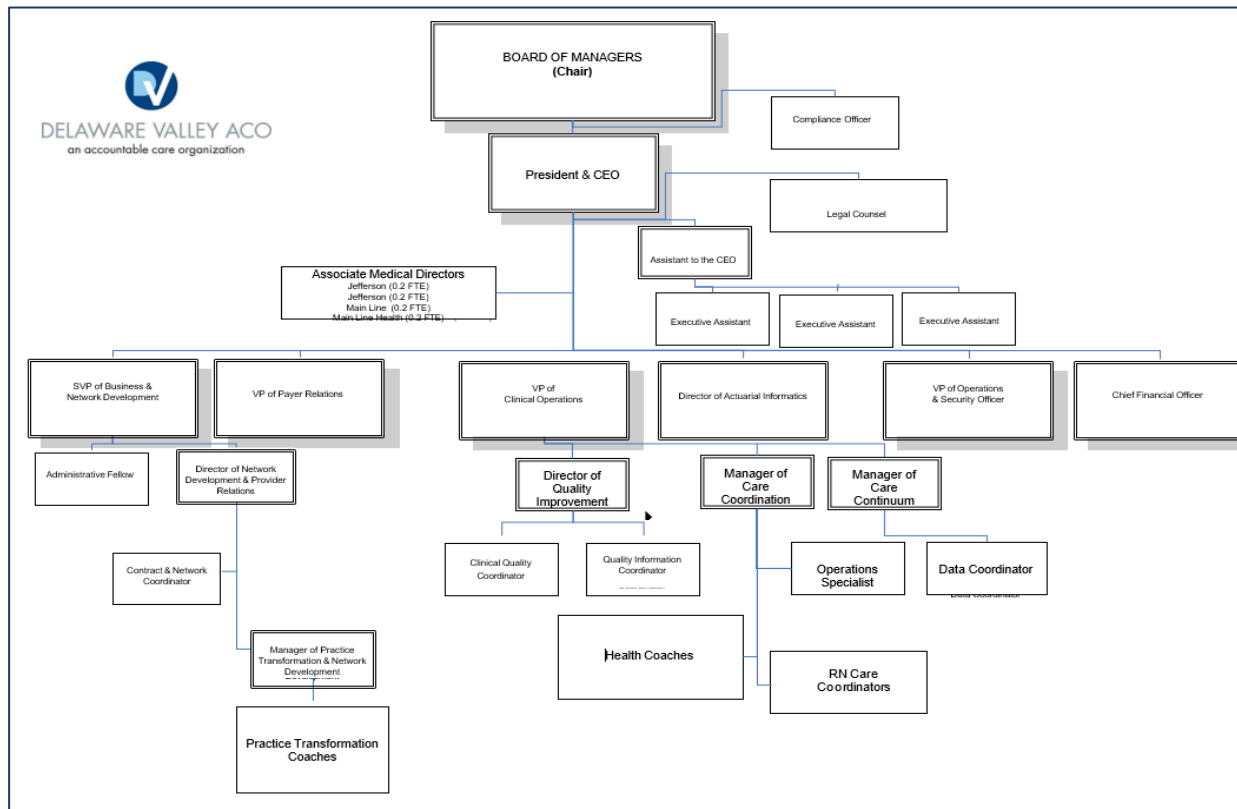 BOARD OF MANAGERS
(Chair)
Compliance Officer
DV
DELAWARE VALLEY ACO
an accountable care organization
President & CEO
Legal Counsel
Assistant to the CEO
Associate Medical Directors
Jefferson (0.2 FTE)
Jefferson (0.2 FTE)
Main Line (0.2 FTE)
Main Line Health (0.2 FTE)
Executive Assistant
Executive Assistant
Executive Assistant
SVP of Business &
Network Development
VP of Payer Relations
VP of
Clinical Operations
Director of Actuarial Informatics
VP of Operations
& Security Officer
Chief Financial Officer
Administrative Fellow
Director of Network
Development & Provider
Relations
Director of
Quality
Improvement
Manager of
Care
Coordination
Manager of
Care
Continuum
Contract & Network
Coordinator
Clinical Quality
Coordinator
Quality Information
Coordinator
Operations
Specialist
Data Coordinator
Data Coordinator
Manager of Practice
Transformation & Network
Development
Health Coaches
RN Care
Coordinators
Practice Transformation
Coaches